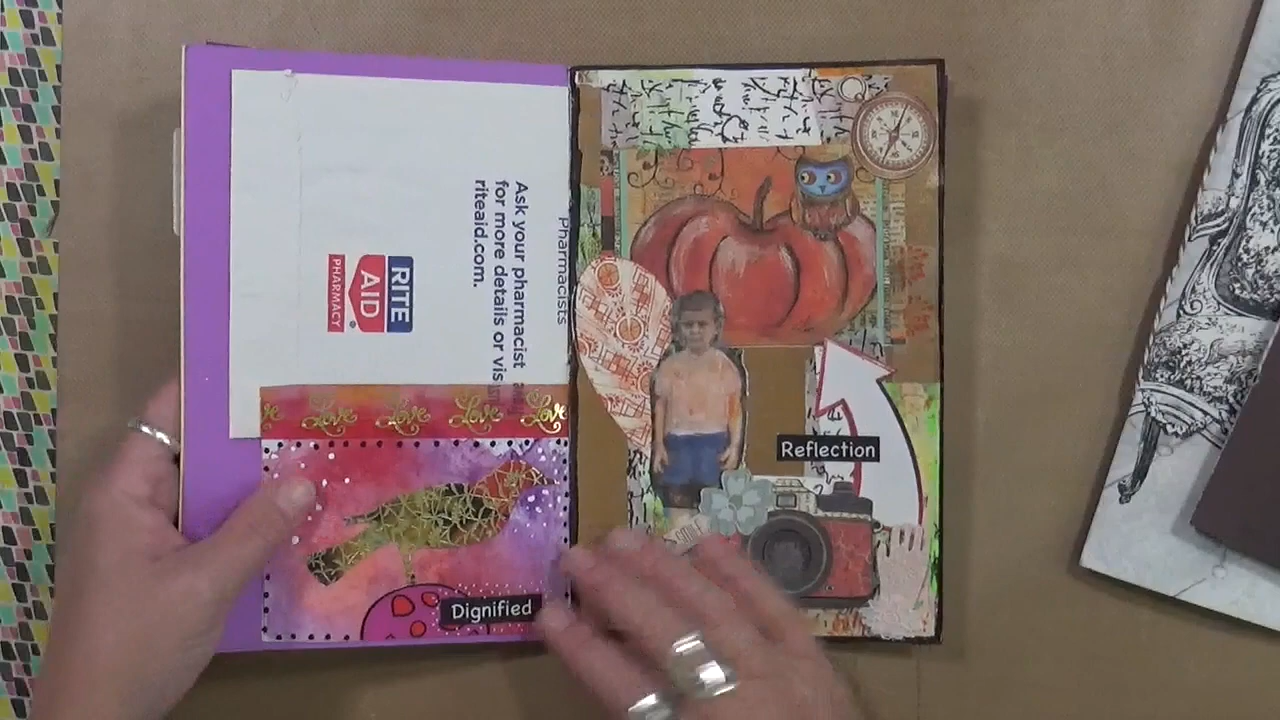 Pharmacists
Ask your pharmacist
for more details or vis
riteaid.com.
RITE
AID
PHARMACY
Love Love Love Love
Dignified
Reflection